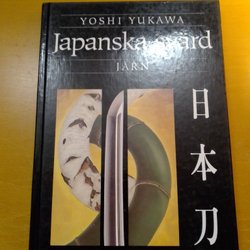 YOSHI YUKAWA
Japanska svärd
JÄRN
日本刀